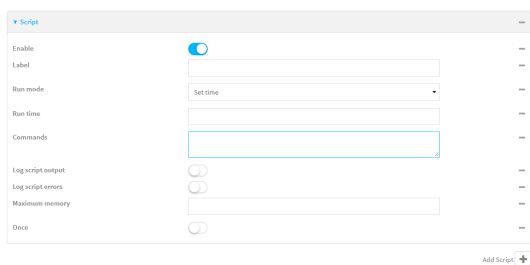 Script
Enable
Label
Run mode
Set time
Run time
Commands
Log script output
Log script errors
Maximum memory
Once
Add Script